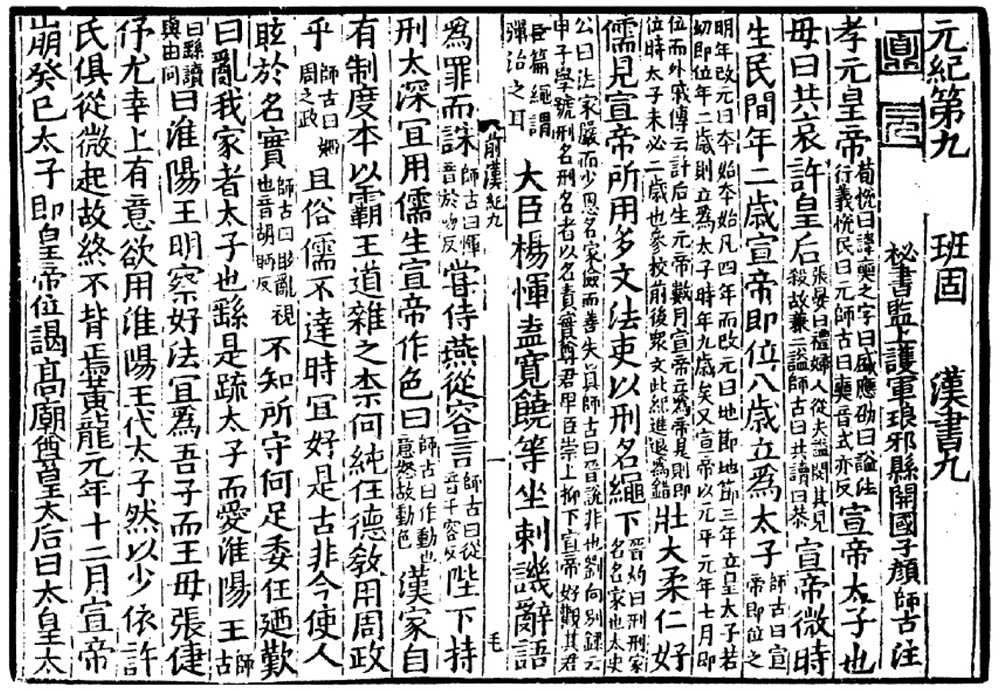 元紀第九 班固 漢書九
秘書監上護軍琅邪縣開國子顏師古注
孝元皇帝荀悅曰諱奭之字曰盛應劭曰諡法行義悅民曰元師古曰奭音式亦反宣帝太子也
母曰共哀許皇后張晏曰禮婦人從夫諡閔其見殺故兼二諡師古曰共讀曰恭宣帝微時
生民間年二歲宣帝即位八歲立爲太子師古曰宣帝即位之
明年改元曰本始本始凡四年而改元曰地節地節三年立皇太子若初即位年二歲則立爲太子時年九歲矣又宣帝以元平元年七月即
位而外戚傳云許后生元帝數月宣帝立爲帝是則即位時太子未必二歲也參校前後衆文此紀進退爲錯壯大柔仁好
儒見宣帝所用多文法吏以刑名繩下晉灼曰刑刑家名名家也太史
公曰法家嚴而少恩名家儉而善失真師古曰晉說非也劉向別錄云申子學號刑名刑名者以名責實尊君卑臣崇上抑下宣帝好觀其君
臣篇繩謂彈治之耳大臣楊惲蓋寬饒等坐刺譏辭語
前漢紀九 一 毛
爲罪而誅師古曰惲音於吻反嘗侍燕從容言師古曰從音千容反陛下持
刑太深冝用儒生宣帝作色曰師古曰作動也意怒故動色漢家自
有制度本以霸王道雜之柰何純任德敎用周政
乎師古曰姬周之政且俗儒不達時冝好是古非今使人
眩於名實師古曰眩亂視也音胡眄反不知所守何足委任廼歎
曰亂我家者太子也繇是疏太子而愛淮陽王師古
曰繇讀與由同曰淮陽王明察好法冝爲吾子而王母張倢
伃尤幸上有意欲用淮陽王代太子然以少依許
氏俱從微起故終不背焉黃龍元年十二月宣帝
崩癸巳太子即皇帝位謁高廟尊皇太后曰太皇太